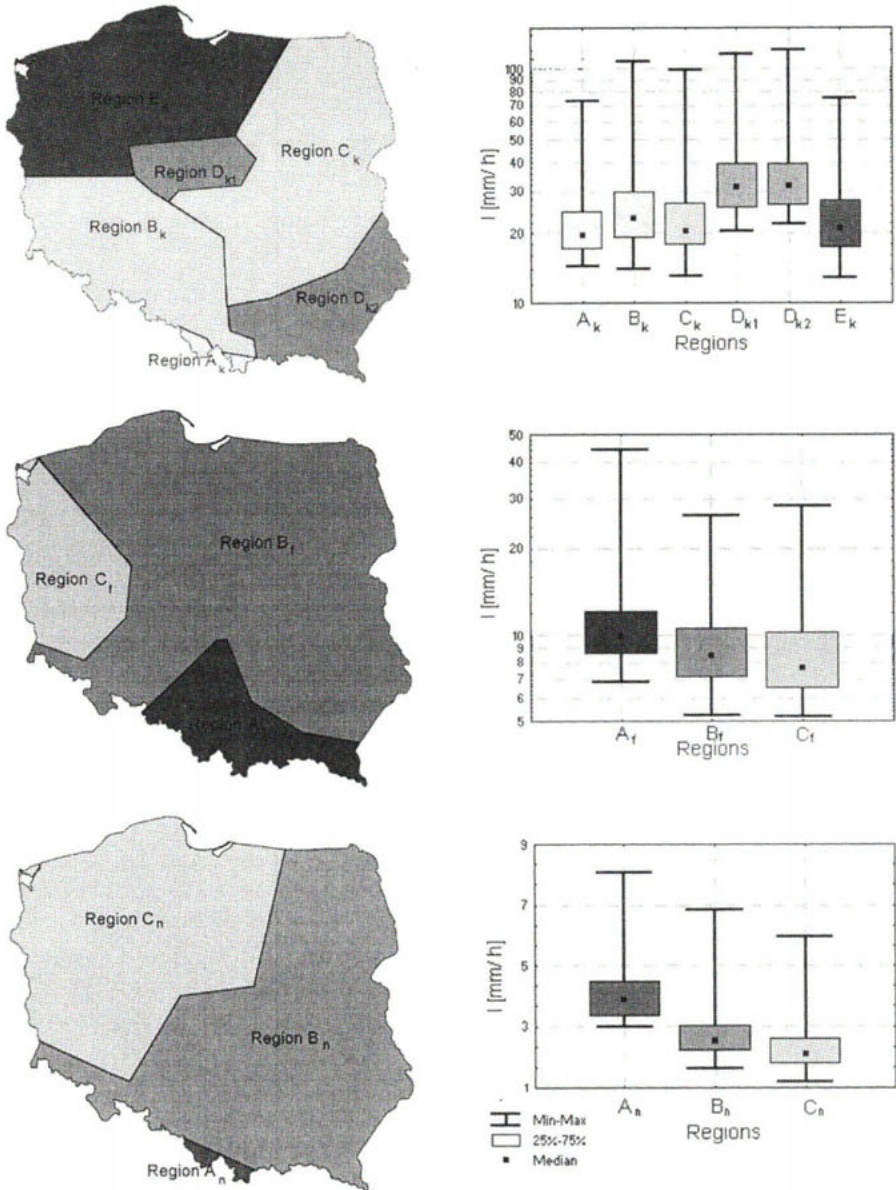 Region E
Region D k1
Region C k
Region B k
Region D k2
Region A k
I [mm/h]
100
90
80
70
60
50
40
30
20
10
A k B k C k D k1 D k2 E k
Regions
Region B f
Region C f
Region A
I [mm/h]
50
40
30
20
10
9
8
7
6
5
A f B f C f
Regions
Region C n
Region B n
Region A n
I [mm/h]
9
7
5
3
1
A n B n C n
Regions
Min-Max
25%-75%
Median